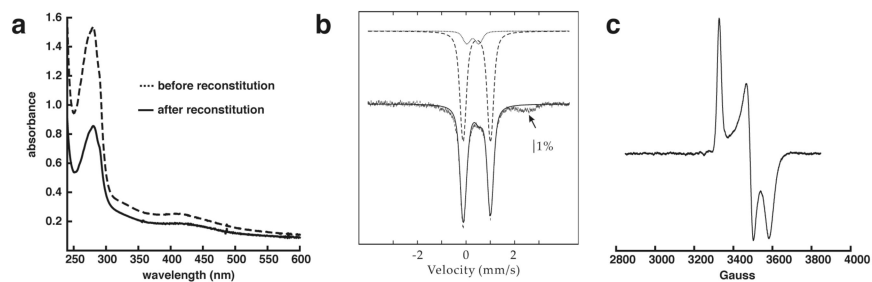 a
1.6
1.4
1.2
1.0
0.8
0.6
0.4
0.2
absorbance
before reconstitution
after reconstitution
250 300 350 400 450 500 550 600
wavelength (nm)
b
1%
-2 0 2
Velocity (mm/s)
c
2800 3000 3200 3400 3600 3800 4000
Gauss